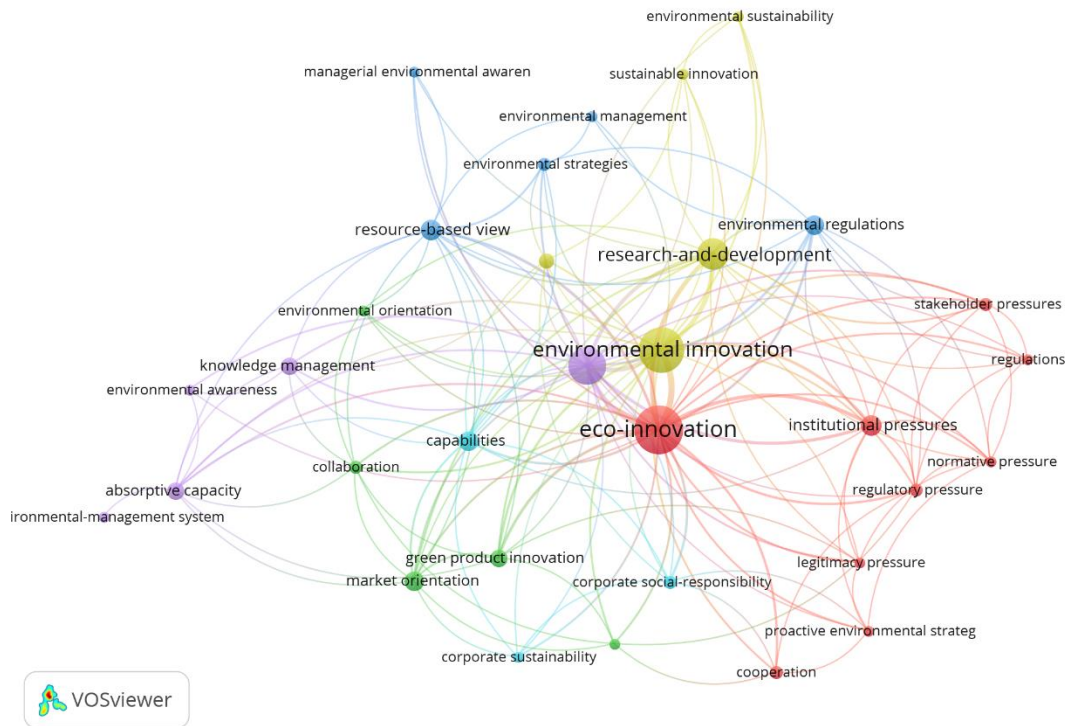 environmental sustainability
managerial environmental awaren
sustainable innovation
environmental management
environmental strategies
resource-based view
environmental regulations
research-and-development
stakeholder pressures
environmental orientation
environmental innovation
regulations
knowledge management
environmental awareness
eco-innovation
institutional pressures
capabilities
normative pressure
collaboration
absorptive capacity
regulatory pressure
ironmental-management system
green product innovation
legitimacy pressure
market orientation
corporate social-responsibility
proactive environmental strateg
corporate sustainability
cooperation
VOSviewer